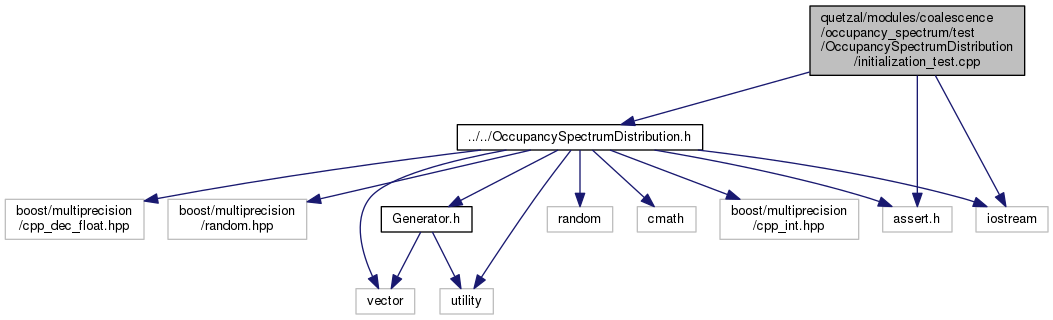 quetzal/modules/coalescence
/occupancy_spectrum/test
/OccupancySpectrumDistribution
/initialization_test.cpp
../../OccupancySpectrumDistribution.h
boost/multiprecision
/cpp_dec_float.hpp
boost/multiprecision
/random.hpp
Generator.h
random
cmath
boost/multiprecision
/cpp_int.hpp
assert.h
iostream
vector
utility